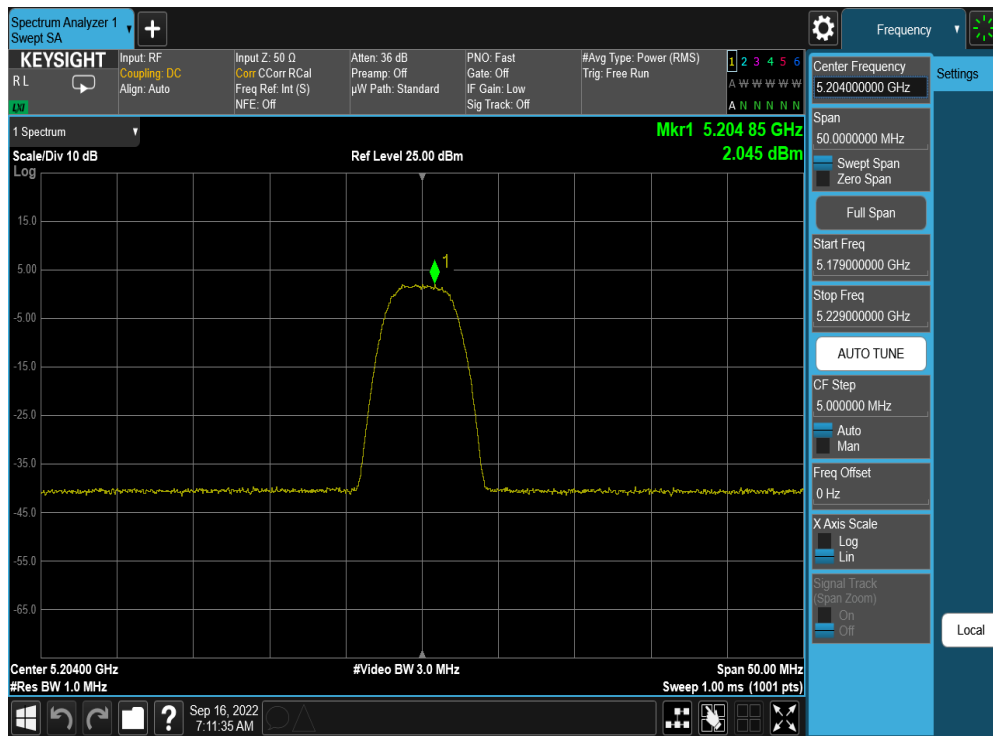 Spectrum Analyzer 1
Swept SA
+
Frequency
KEYSIGHT
R L
LNI
Input: RF
Coupling: DC
Align: Auto
Input Z: 50 Ω
Corr CCorr RCal
Freq Ref: Int (S)
NFE: Off
Atten: 36 dB
Preamp: Off
µW Path: Standard
PNO: Fast
Gate: Off
IF Gain: Low
Sig Track: Off
#Avg Type: Power (RMS)
Trig: Free Run
1 2 3 4 5 6
A W W W W W
A N N N N N
1 Spectrum
Scale/Div 10 dB
Log
Ref Level 25.00 dBm
Mkr1 5.204 85 GHz
2.045 dBm
15.0
5.00
-5.00
-15.0
-25.0
-35.0
-45.0
-55.0
-65.0
1
Center 5.20400 GHz
#Res BW 1.0 MHz
#Video BW 3.0 MHz
Span 50.00 MHz
Sweep 1.00 ms (1001 pts)
Center Frequency
5.204000000 GHz
Settings
Span
50.0000000 MHz
Swept Span
Zero Span
Full Span
Start Freq
5.179000000 GHz
Stop Freq
5.229000000 GHz
AUTO TUNE
CF Step
5.000000 MHz
Auto
Man
Freq Offset
0 Hz
X Axis Scale
Log
Lin
Signal Track
(Span Zoom)
On
Off
Local
?
Sep 16, 2022
7:11:35 AM